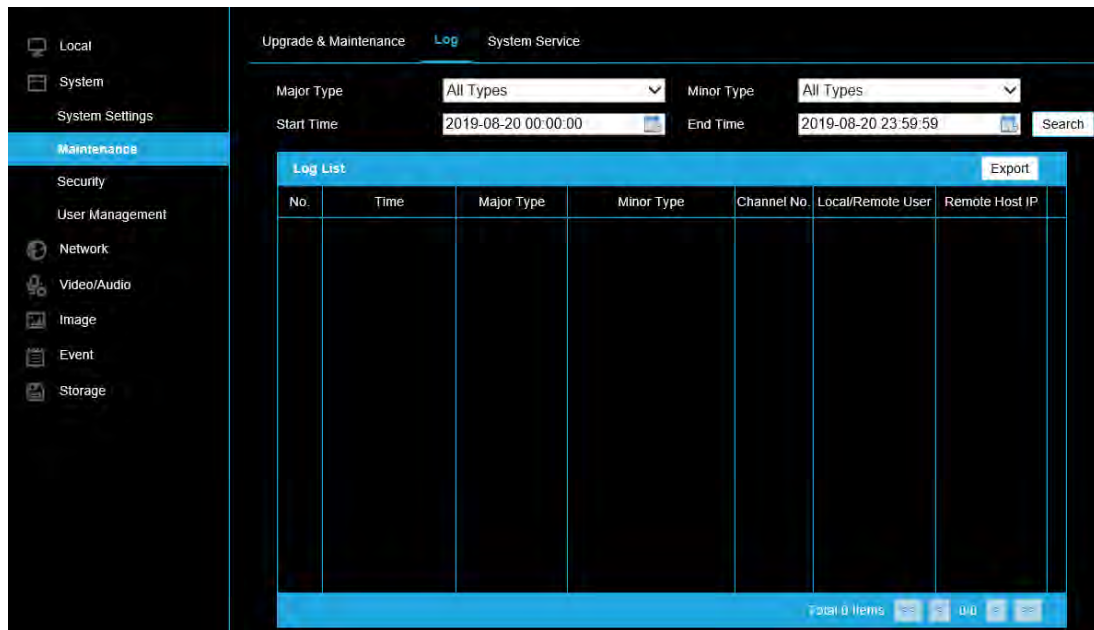 Local
System
System Settings
Maintenance
Security
User Management
Network
Video/Audio
Image
Event
Storage
Upgrade & Maintenance Log System Service
Major Type All Types Minor Type All Types
Start Time 2019-08-20 00:00:00 End Time 2019-08-20 23:59:59 Search
Log List Export
No. Time Major Type Minor Type Channel No. Local/Remote User Remote Host IP
Total 0 Items << < 0/0 > >>